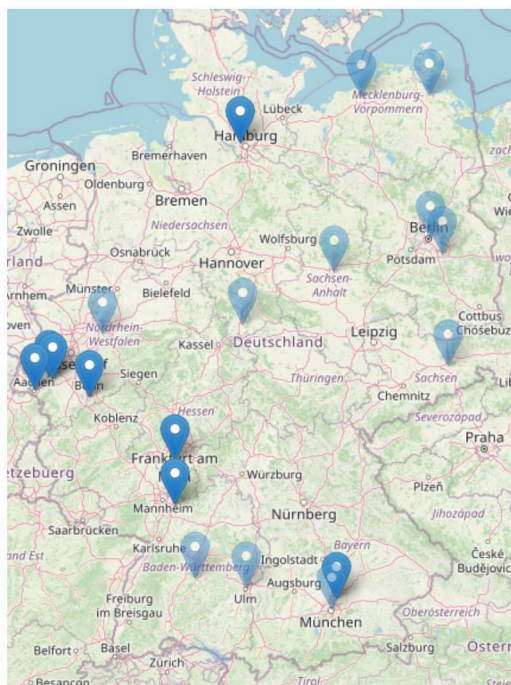 Schleswig-
Holstein
Mecklenburg-
Vorpommern
Lübeck
Groningen
Bremerhaven
Oldenburg
Assen
Bremen
Zwolle
Niedersachsen
Berlin
Wolfsburg
Osnabrück
Hannover
Potsdam
Sachsen-
Anhalt
Münster
Bielefeld
Nordrhein-
Westfalen
Cottbus
Chóśebuz
Leipzig
Kassel
Deutschland
Sachsen
Siegen
Thüringen
Chemnitz
Koblenz
Hessen
Severozápad
Praha
Frankfurt am
Würzburg
Plzeň
Mannheim
Nürnberg
Jihozápad
Saarbrücken
Karlsruhe
Ingolstadt
Bayern
České
Budějovic
Baden-Württemberg
Augsburg
Ulm
Freiburg
im Breisgau
München
Oberösterreich
Belfort
Basel
Salzburg
Zürich
Tirol